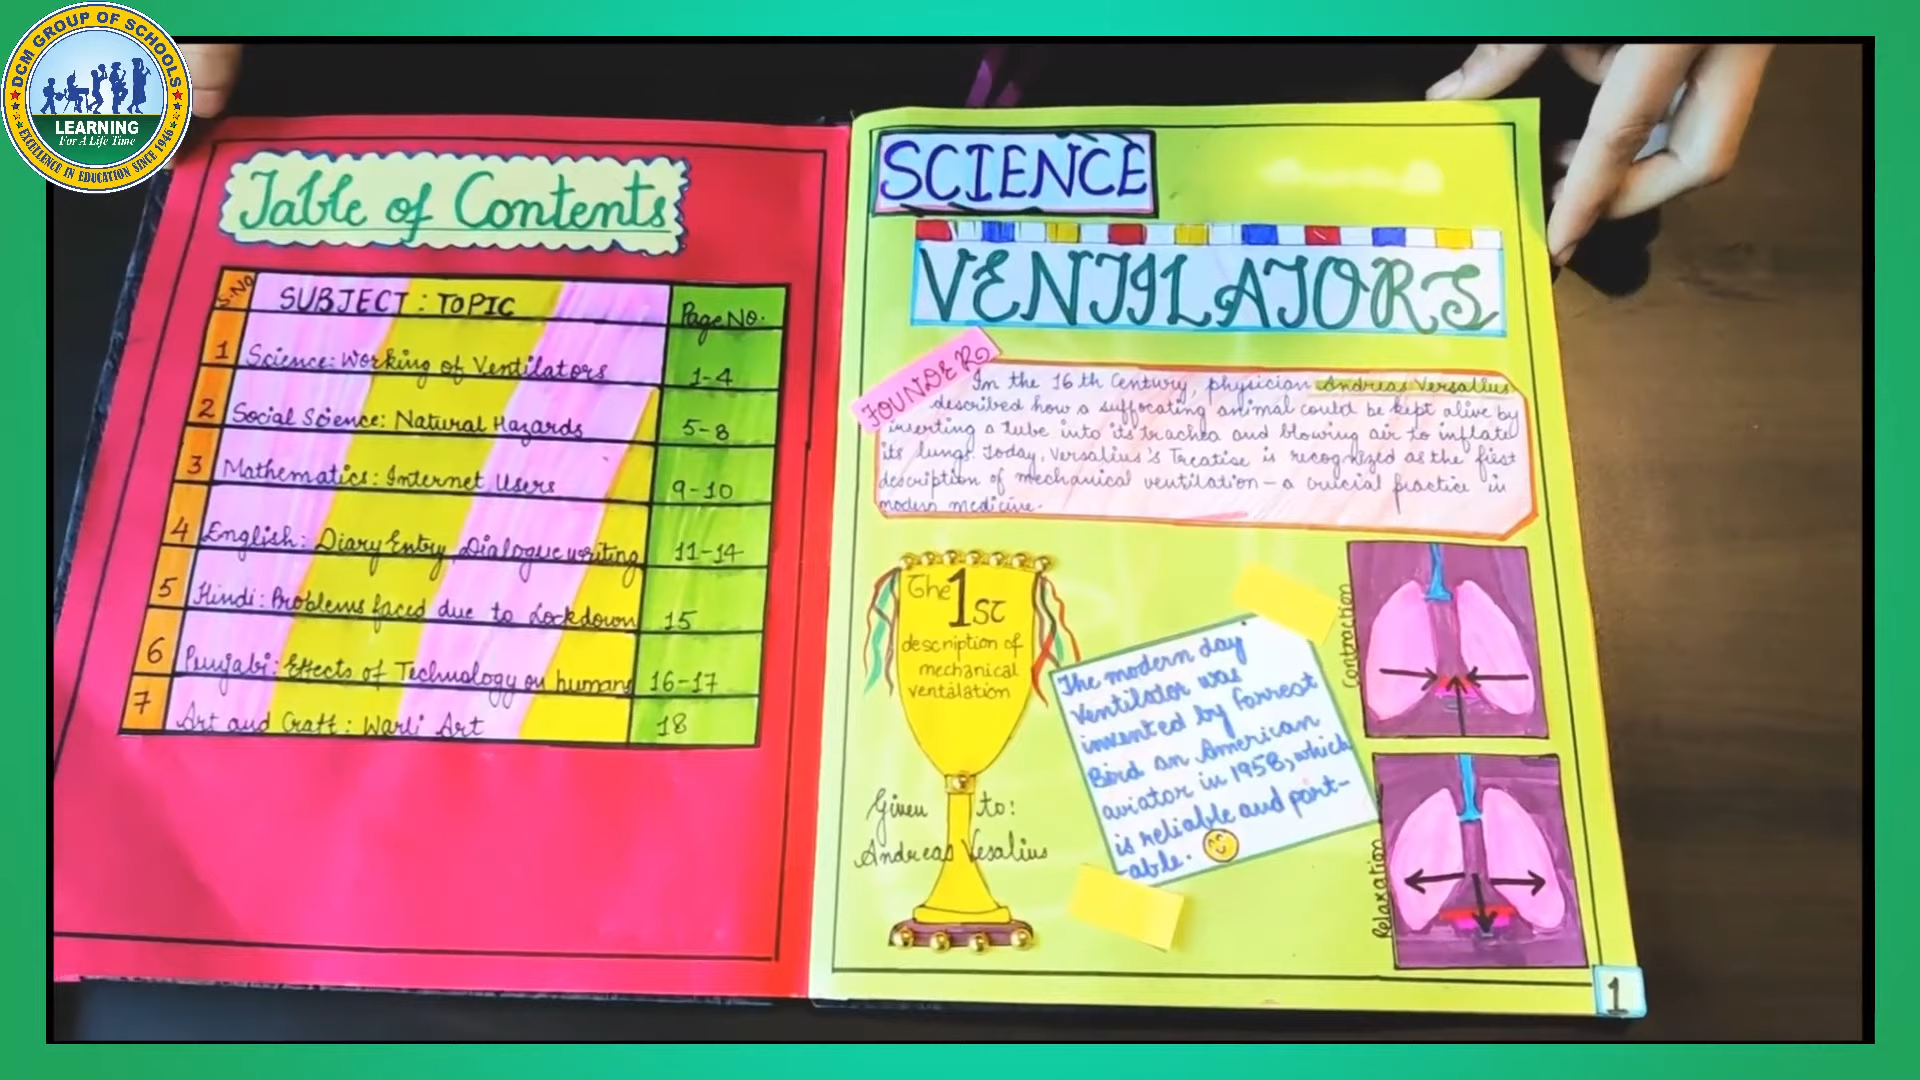 DCM GROUP OF SCHOOLS
LEARNING
For A Life Time
EXCELLENCE IN EDUCATION SINCE 1946
Table of Contents
S.No SUBJECT : TOPIC Page No.
1 Science: Working of Ventilators 1-4
2 Social Science: Natural Hazards 5-8
3 Mathematics: Internet Users 9-10
4 English: Diary Entry, Dialogue writing 11-14
5 Hindi: Problems faced due to Lockdown 15
6 Punjabi: Effects of Technology on humans 16-17
7 Art and Craft: Warli Art 18
SCIENCE
VENTILATORS
FOUNDER
In the 16th Century, physician Andreas Versalius
described how a suffocating animal could be kept alive by
inserting a tube into its trachea and blowing air to inflate
its lungs. Today, Versalius's Treatise is recognized as the first
description of mechanical ventilation - a crucial practice in
modern medicine.
The 1st
description of
mechanical
ventalation
Given to:
Andreas Vesalius
The modern day
Ventilator was
invented by Forrest
Bird an American
aviator in 1958, which
is reliable and port-
-able.
Contraction
Relaxation
1